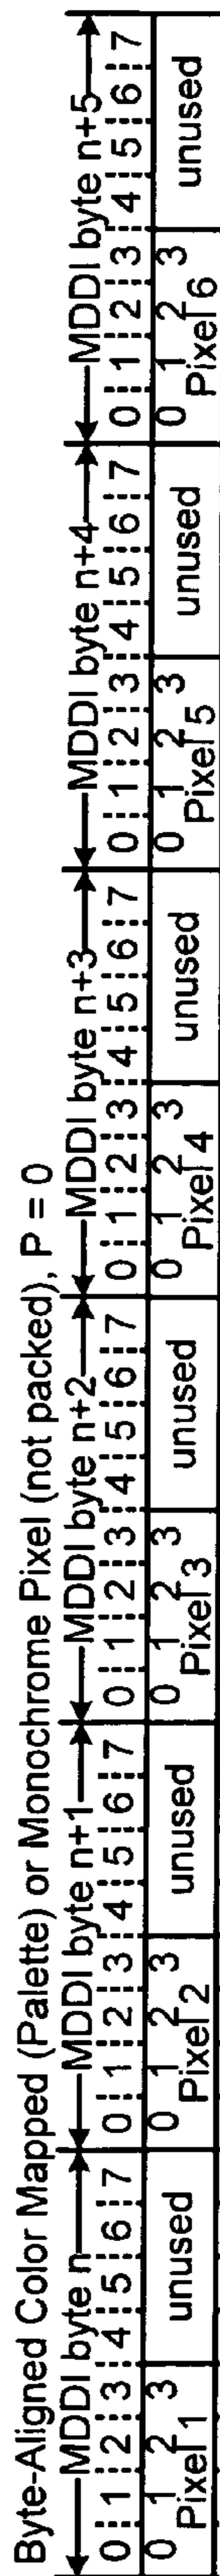 Byte-Aligned Color Mapped (Palette) or Monochrome Pixel (not packed), P = 0
MDDI byte n MDDI byte n+1 MDDI byte n+2 MDDI byte n+3 MDDI byte n+4 MDDI byte n+5
0 1 2 3 4 5 6 7 0 1 2 3 4 5 6 7 0 1 2 3 4 5 6 7 0 1 2 3 4 5 6 7 0 1 2 3 4 5 6 7 0 1 2 3 4 5 6 7
0 1 2 3 unused 0 1 2 3 unused 0 1 2 3 unused 0 1 2 3 unused 0 1 2 3 unused 0 1 2 3 unused
Pixel 1 Pixel 2 Pixel 3 Pixel 4 Pixel 5 Pixel 6